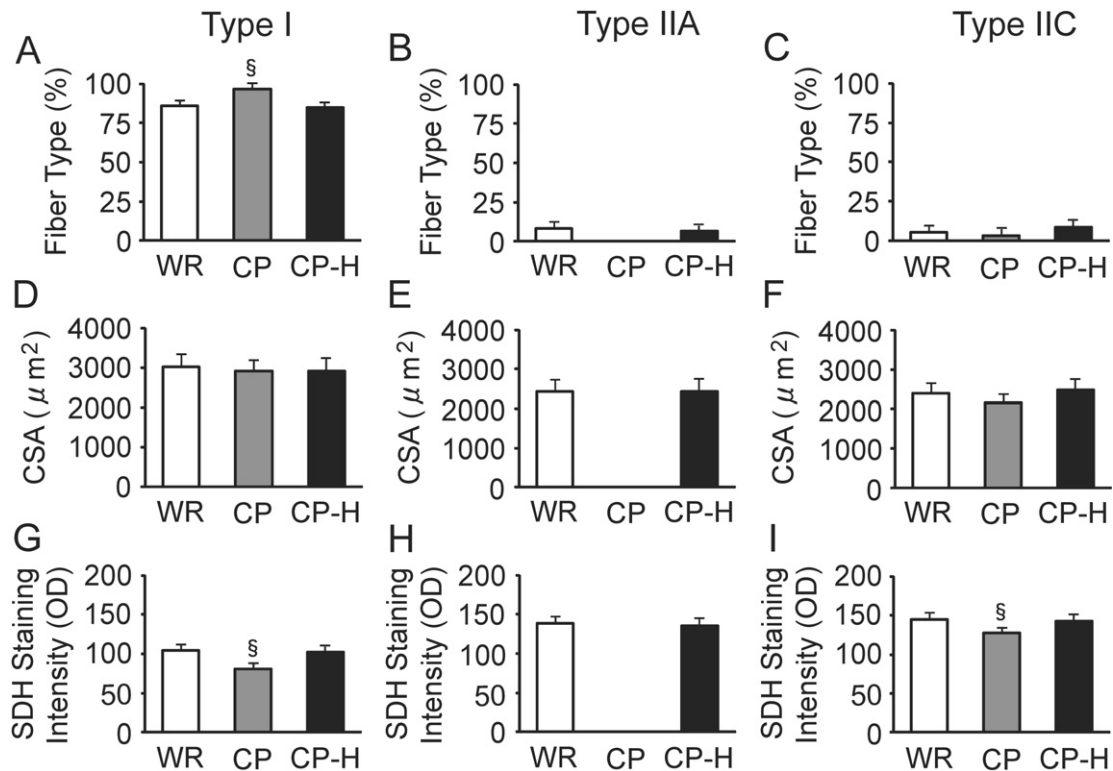 Type I
Type IIA
Type IIC
A
Fiber Type (%)
100
75
50
25
0
§
WR
CP
CP-H
B
Fiber Type (%)
100
75
50
25
0
WR
CP
CP-H
C
Fiber Type (%)
100
75
50
25
0
WR
CP
CP-H
D
CSA ( μ m²)
4000
3000
2000
1000
0
WR
CP
CP-H
E
CSA ( μ m²)
4000
3000
2000
1000
0
WR
CP
CP-H
F
CSA ( μ m²)
4000
3000
2000
1000
0
WR
CP
CP-H
G
SDH Staining
Intensity (OD)
200
150
100
50
0
§
WR
CP
CP-H
H
SDH Staining
Intensity (OD)
200
150
100
50
0
WR
CP
CP-H
I
SDH Staining
Intensity (OD)
200
150
100
50
0
§
WR
CP
CP-H